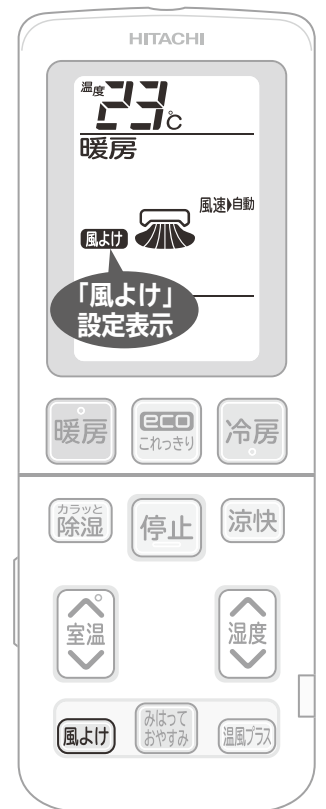 HITACHI
温度23℃
暖房
風速▶自動
風よけ
「風よけ」
設定表示
暖房
eco
これっきり
冷房
カラッと
除湿
停止
涼快
室温
湿度
風よけ
みはって
おやすみ
温風プラス